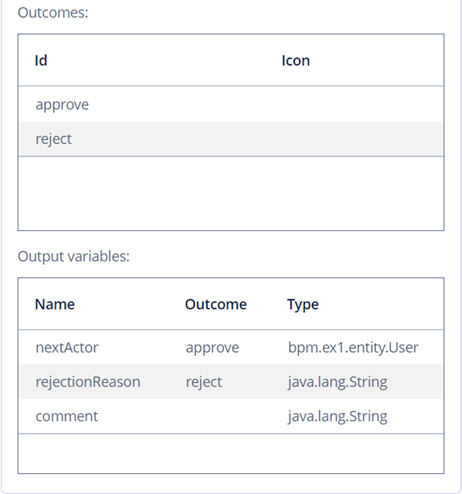 Outcomes:
Id Icon
approve
reject
Output variables:
Name Outcome Type
nextActor approve bpm.ex1.entity.User
rejectionReason reject java.lang.String
comment java.lang.String